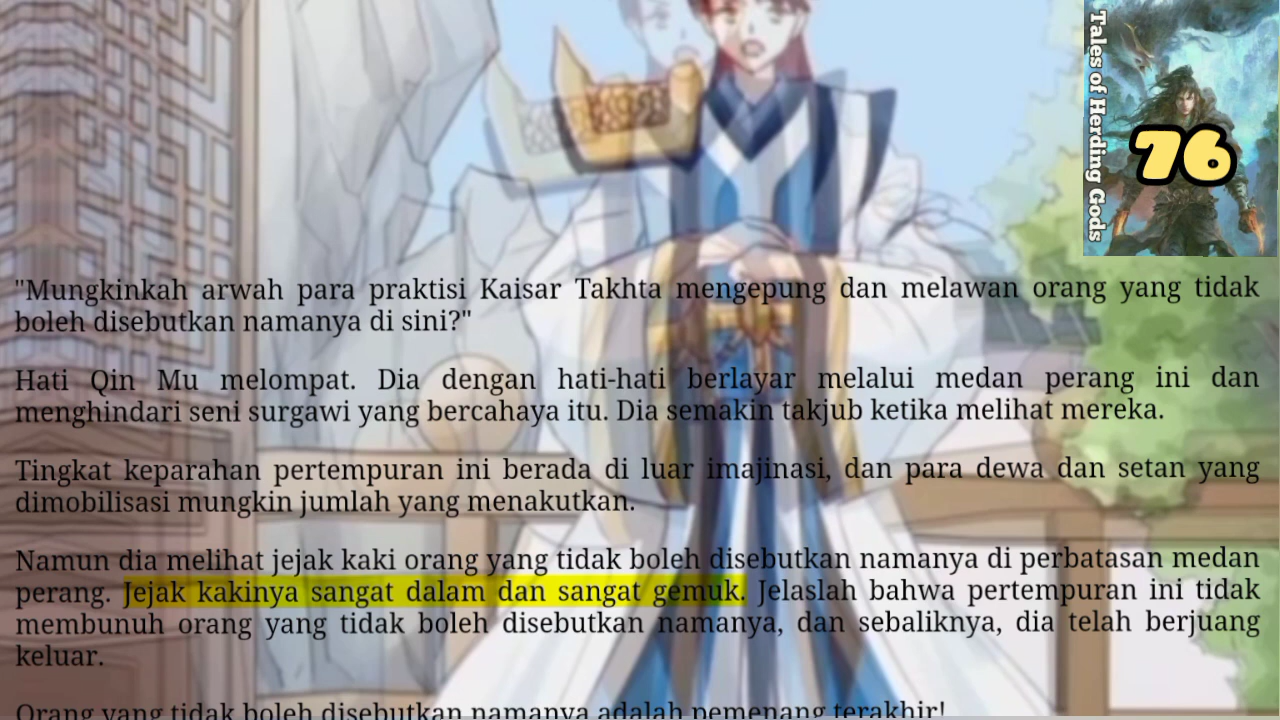 Tales of Herding Gods
76
"Mungkinkah arwah para praktisi Kaisar Takhta mengepung dan melawan orang yang tidak
boleh disebutkan namanya di sini?"
Hati Qin Mu melompat. Dia dengan hati-hati berlayar melalui medan perang ini dan
menghindari seni surgawi yang bercahaya itu. Dia semakin takjub ketika melihat mereka.
Tingkat keparahan pertempuran ini berada di luar imajinasi, dan para dewa dan setan yang
dimobilisasi mungkin jumlah yang menakutkan.
Namun dia melihat jejak kaki orang yang tidak boleh disebutkan namanya di perbatasan medan
perang. Jejak kakinya sangat dalam dan sangat gemuk. Jelaslah bahwa pertempuran ini tidak
membunuh orang yang tidak boleh disebutkan namanya, dan sebaliknya, dia telah berjuang
keluar.
Orang yang tidak boleh disebutkan namanya adalah pemenang terakhir!